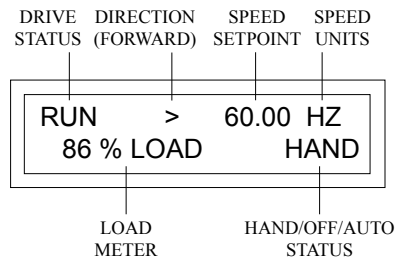 DRIVE DIRECTION SPEED SPEED
STATUS (FORWARD) SETPOINT UNITS
RUN > 60.00 HZ
86 % LOAD HAND
LOAD HAND/OFF/AUTO
METER STATUS